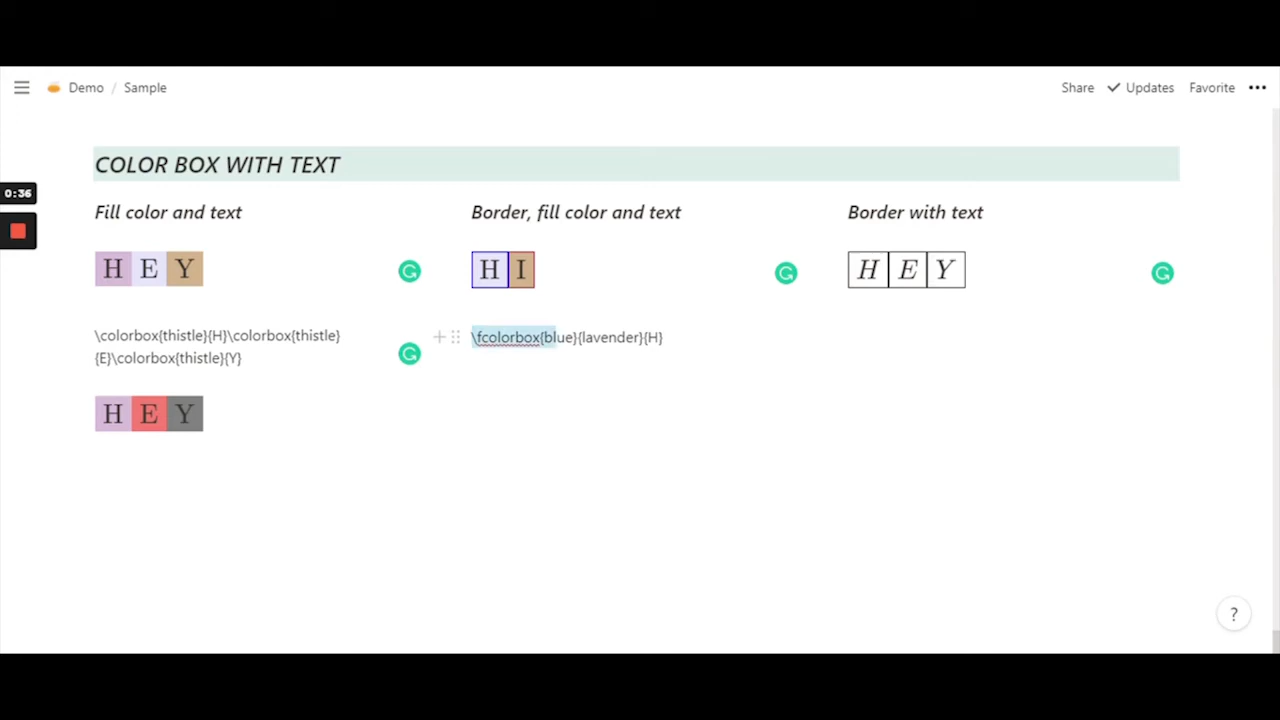 Demo / Sample
Share
Updates
Favorite
COLOR BOX WITH TEXT
0:36
Fill color and text
Border, fill color and text
Border with text
H E Y
H I
H E Y
\colorbox{thistle}{H}\colorbox{thistle}
{E}\colorbox{thistle}{Y}
\fcolorbox{blue}{lavender}{H}
H E Y
?